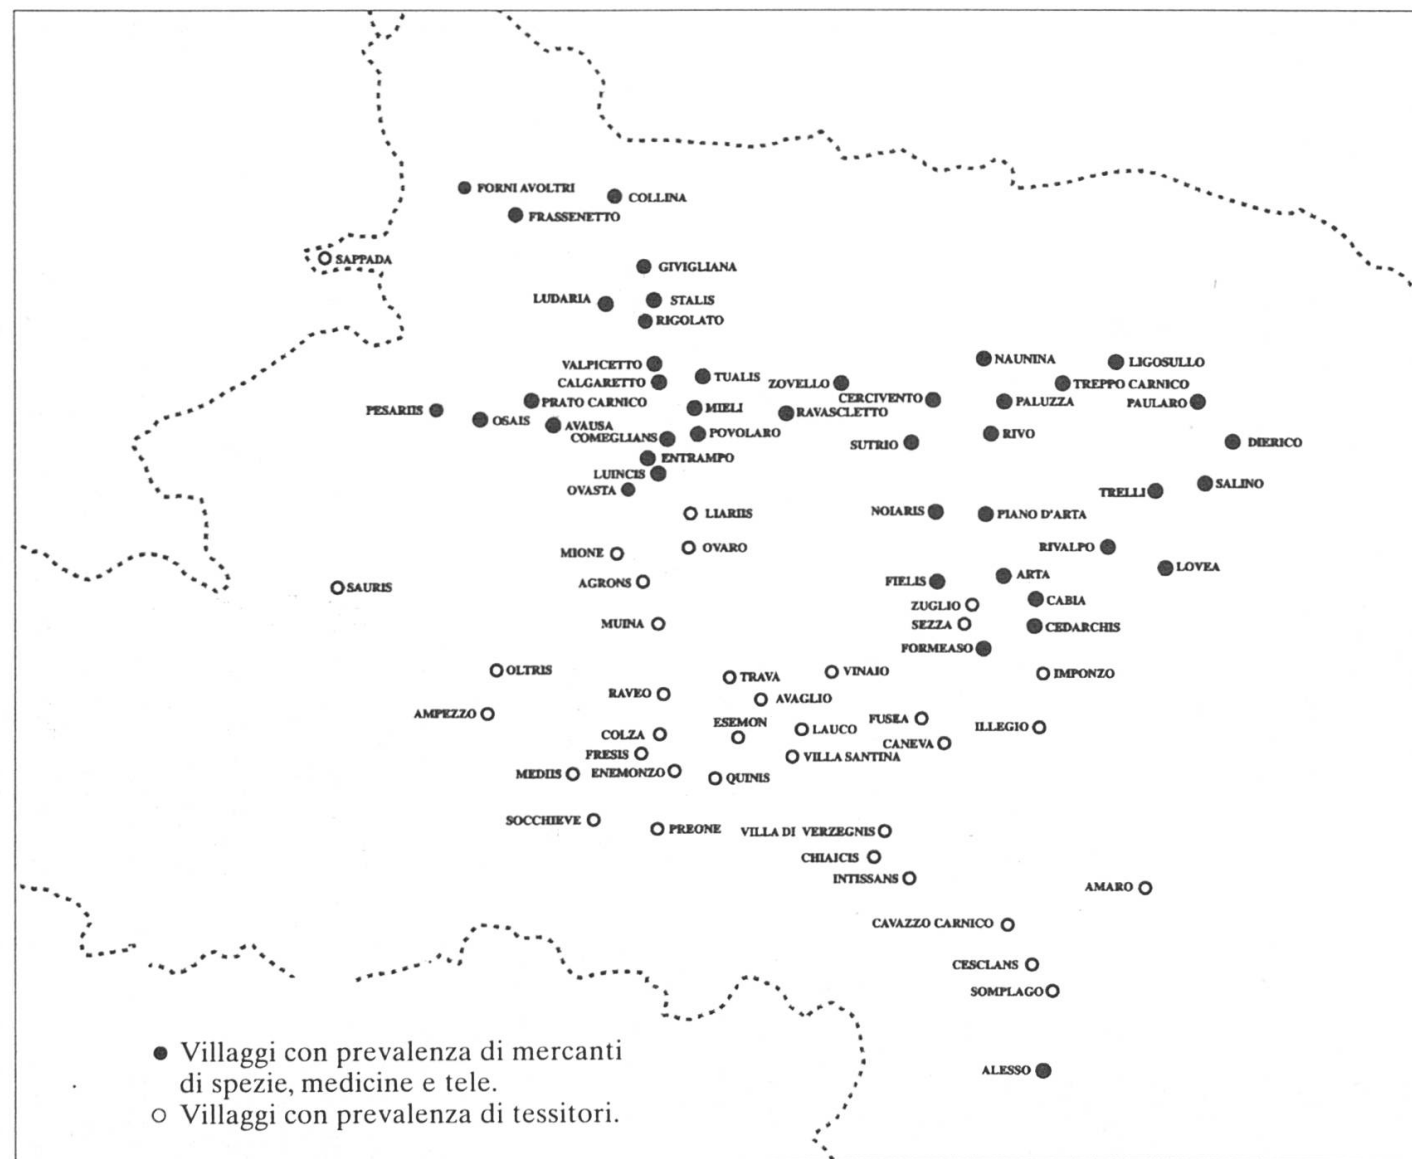 FORNI AVOLTRI
COLLINA
FRASSENETTO
SAPPADA
GIVIGLIANA
LUDARIA
STALIS
RIGOLATO
NAUNINA
LIGOSULLO
VALPICETTO
TUALIS
CALGARETTO
ZOVELLO
TREPPO CARNICO
PRATO CARNICO
CERCIVENTO
PALUZZA
PAULARO
PESARIIS
MIELI
RAVASCLETTO
OSAIS
AVAUSA
COMEGLIANS
POVOLARO
SUTRIO
RIVO
DIERICO
ENTRAMPO
LUINCIS
OVASTA
TRELLI
SALINO
LIARIIS
NOIARIS
PIANO D'ARTA
MIONE
OVARO
RIVALPO
LOVEA
SAURIS
AGRONS
FIELIS
ARTA
ZUGLIO
CABIA
MUINA
SEZZA
CEDARCHIS
FORMEASO
OLTRIS
TRAVA
VINAIO
IMPONZO
RAVEO
AVAGLIO
AMPEZZO
ESEMON
FUSEA
COLZA
LAUCO
ILLEGIO
CANEVA
FRESIS
VILLA SANTINA
MEDIIS
ENEMONZO
QUINIS
SOCCHIEVE
PREONE
VILLA DI VERZEGNIS
CHIAICIS
INTISSANS
AMARO
CAVAZZO CARNICO
CESCLANS
SOMPLAGO
ALESSO
Villaggi con prevalenza di mercanti
di spezie, medicine e tele.
Villaggi con prevalenza di tessitori.